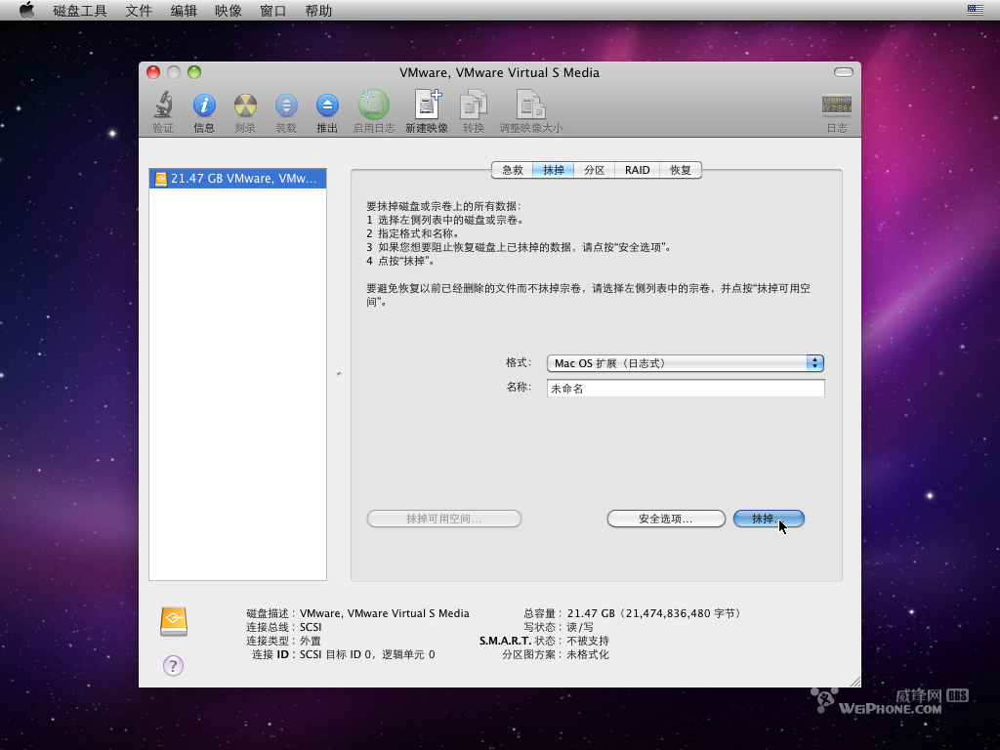 磁盘工具 文件 编辑 映像 窗口 帮助
VMware, VMware Virtual S Media
验证 信息 刻录 装载 推出 启用日志 新建映像 转换 调整映像大小 日志
21.47 GB VMware, VMw...
急救 抹掉 分区 RAID 恢复
要抹掉磁盘或宗卷上的所有数据:
1 选择左侧列表中的磁盘或宗卷。
2 指定格式和名称。
3 如果您想要阻止恢复磁盘上已抹掉的数据，请点按“安全选项”。
4 点按“抹掉”。
要避免恢复以前已经删除的文件而不抹掉宗卷，请选择左侧列表中的宗卷，并点按“抹掉可用空
间”。
格式: Mac OS 扩展（日志式）
名称: 未命名
抹掉可用空间... 安全选项... 抹掉...
磁盘描述 : VMware, VMware Virtual S Media 总容量 : 21.47 GB（21,474,836,480 字节）
连接总线 : SCSI 写状态 : 读/写
连接类型 : 外置 S.M.A.R.T. 状态 : 不被支持
连接 ID : SCSI 目标 ID 0，逻辑单元 0 分区图方案 : 未格式化
?
威锋网 BBS
WEIPHONE.COM